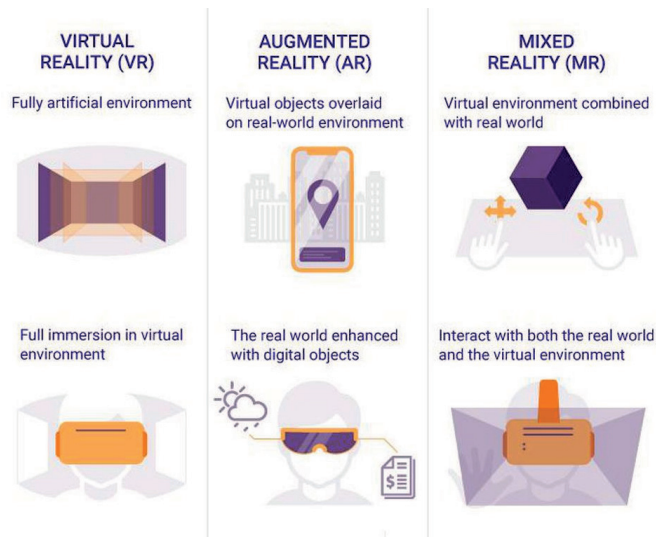 VIRTUAL
REALITY (VR)
Fully artificial environment
Full immersion in virtual
environment
AUGMENTED
REALITY (AR)
Virtual objects overlaid
on real-world environment
The real world enhanced
with digital objects
$
MIXED
REALITY (MR)
Virtual environment combined
with real world
Interact with both the real world
and the virtual environment